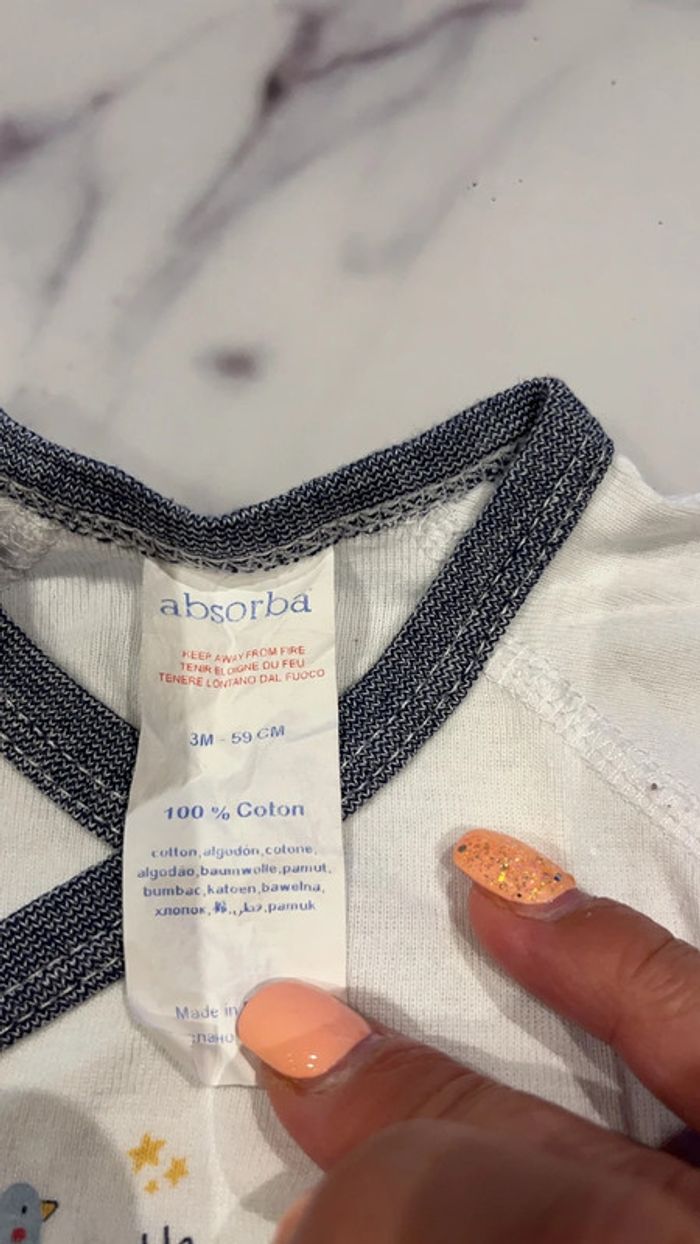 absorba
KEEP AWAY FROM FIRE
TENIR ELOIGNE DU FEU
TENERE LONTANO DAL FUOCO
3M - 59 CM
100 % Coton
cotton,algodón,cotone,
algodão,baumwolle,pamut,
bumbac,katoen,bawelna,
хлопок,棉,قطن,pamuk
Made in